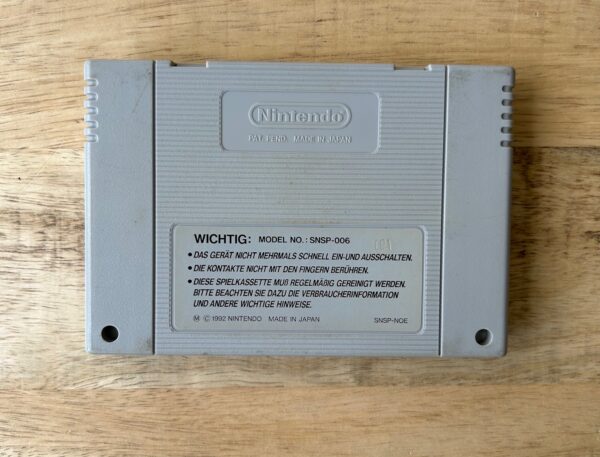 Nintendo
PAT. PEND. MADE IN JAPAN
WICHTIG: MODEL NO.: SNSP-006
• DAS GERÄT NICHT MEHRMALS SCHNELL EIN-UND AUSSCHALTEN.
• DIE KONTAKTE NICHT MIT DEN FINGERN BERÜHREN.
• DIESE SPIELKASSETTE MUß REGELMÄßIG GEREINIGT WERDEN.
BITTE BEACHTEN SIE DAZU DIE VERBRAUCHERINFORMATION
UND ANDERE WICHTIGE HINWEISE.
Ⓜ © 1992 NINTENDO MADE IN JAPAN SNSP-NOE